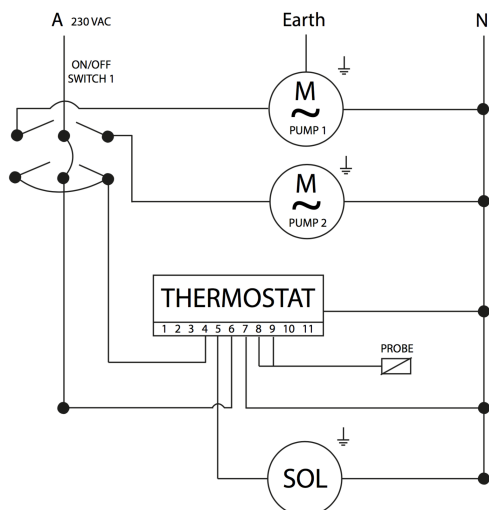 A 230 VAC
Earth
N
ON/OFF
SWITCH 1
M
~
PUMP 1
M
~
PUMP 2
THERMOSTAT
1 2 3 4 5 6 7 8 9 10 11
PROBE
SOL